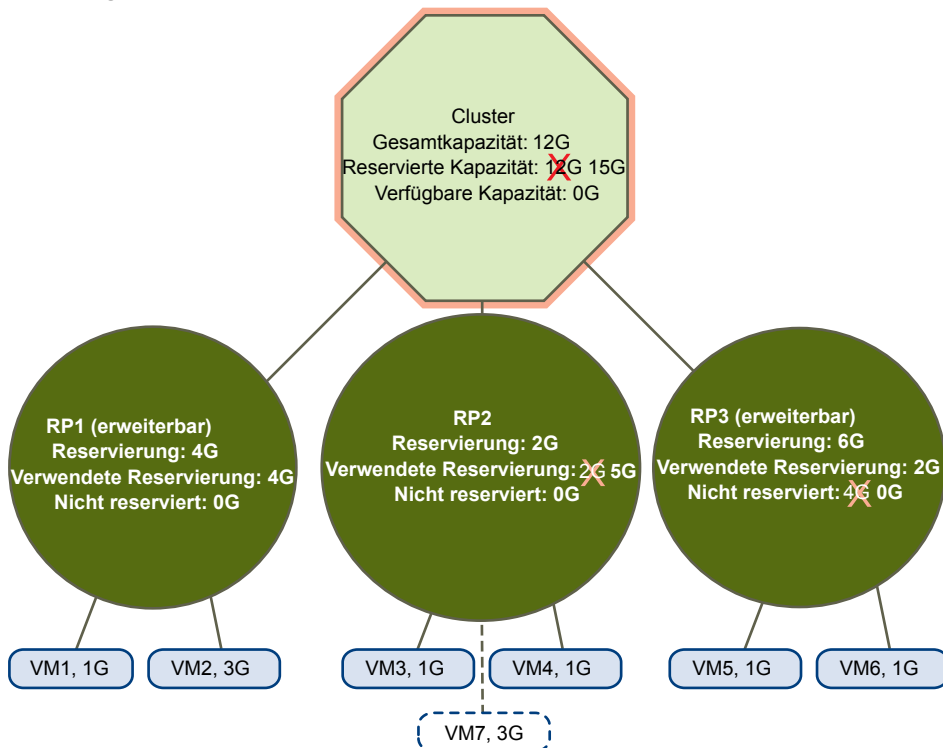 Cluster
Gesamtkapazität: 12G
Reservierte Kapazität: 12G 15G
Verfügbare Kapazität: 0G
RP1 (erweiterbar)
Reservierung: 4G
Verwendete Reservierung: 4G
Nicht reserviert: 0G
RP2
Reservierung: 2G
Verwendete Reservierung: 2G 5G
Nicht reserviert: 0G
RP3 (erweiterbar)
Reservierung: 6G
Verwendete Reservierung: 2G
Nicht reserviert: 4G 0G
VM1, 1G
VM2, 3G
VM3, 1G
VM4, 1G
VM5, 1G
VM6, 1G
VM7, 3G